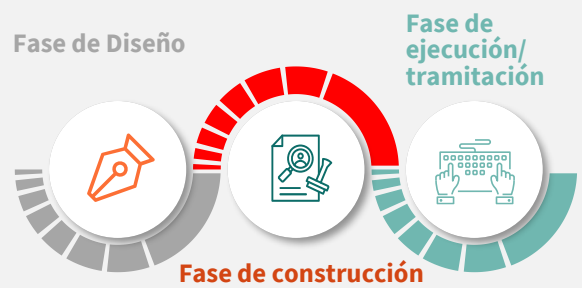 Fase de Diseño
Fase de
ejecución/
tramitación
Fase de construcción